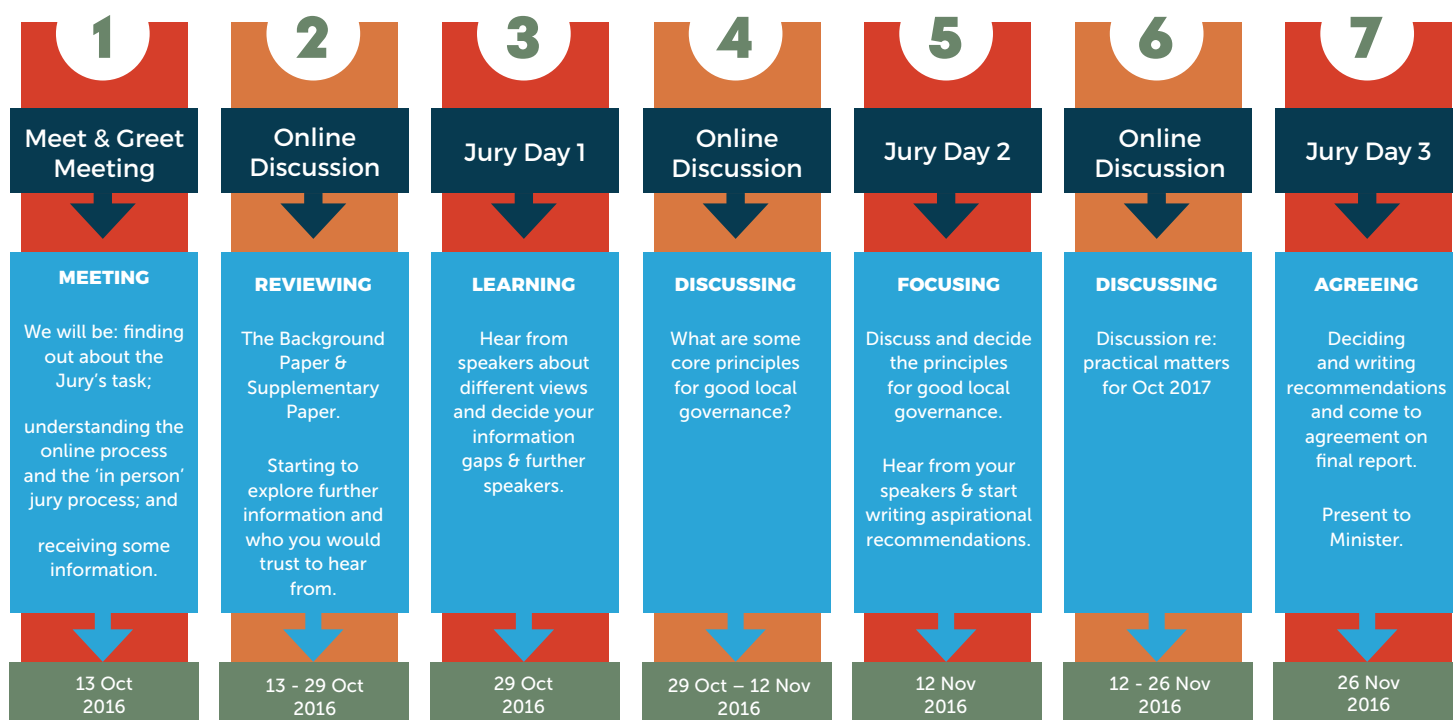 1
Meet & Greet
Meeting
MEETING
We will be: finding
out about the
Jury’s task;
understanding the
online process
and the ‘in person’
jury process; and
receiving some
information.
13 Oct
2016
2
Online
Discussion
REVIEWING
The Background
Paper &
Supplementary
Paper.
Starting to
explore further
information and
who you would
trust to hear
from.
13 - 29 Oct
2016
3
Jury Day 1
LEARNING
Hear from
speakers about
different views
and decide your
information
gaps & further
speakers.
29 Oct
2016
4
Online
Discussion
DISCUSSING
What are some
core principles
for good local
governance?
29 Oct – 12 Nov
2016
5
Jury Day 2
FOCUSING
Discuss and decide
the principles
for good local
governance.
Hear from your
speakers & start
writing aspirational
recommendations.
12 Nov
2016
6
Online
Discussion
DISCUSSING
Discussion re:
practical matters
for Oct 2017
12 - 26 Nov
2016
7
Jury Day 3
AGREEING
Deciding
and writing
recommendations
and come to
agreement on
final report.
Present to
Minister.
26 Nov
2016